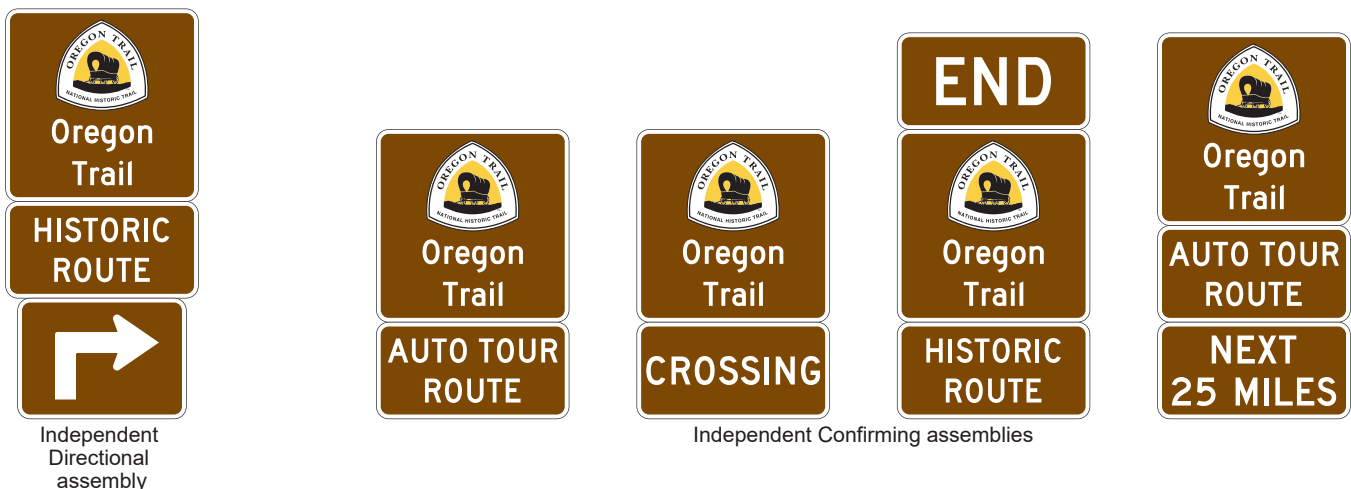 OREGON TRAIL
NATIONAL HISTORIC TRAIL
Oregon
Trail
HISTORIC
ROUTE
Independent
Directional
assembly
OREGON TRAIL
NATIONAL HISTORIC TRAIL
Oregon
Trail
AUTO TOUR
ROUTE
OREGON TRAIL
NATIONAL HISTORIC TRAIL
Oregon
Trail
CROSSING
END
OREGON TRAIL
NATIONAL HISTORIC TRAIL
Oregon
Trail
HISTORIC
ROUTE
OREGON TRAIL
NATIONAL HISTORIC TRAIL
Oregon
Trail
AUTO TOUR
ROUTE
NEXT
25 MILES
Independent Confirming assemblies